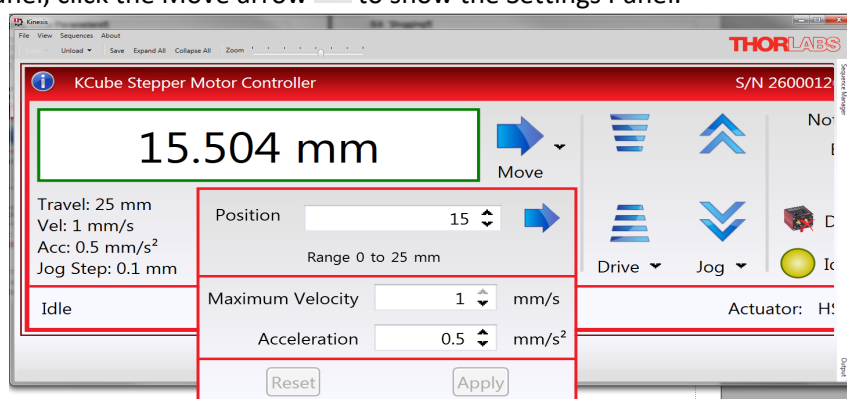 click the Move arrow to show the Settings Panel.
Kinesis
File View Sequences About
Unload Save Expand All Collapse All Zoom
THORLABS
KCube Stepper Motor Controller S/N
15.504 mm
Move
Travel: 25 mm
Vel: 1 mm/s
Acc: 0.5 mm/s²
Jog Step: 0.1 mm
Position 15
Range 0 to 25 mm
Drive Jog
Idle
Actuator:
Maximum Velocity 1 mm/s
Acceleration 0.5 mm/s²
Reset Apply
Sequence Manager
Output